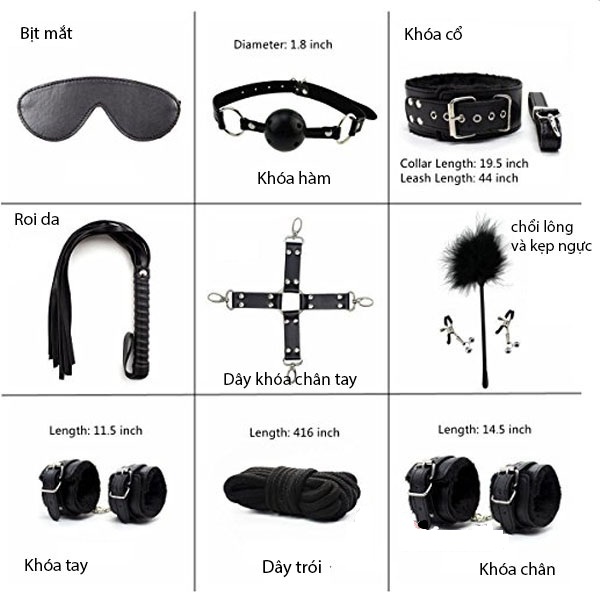 Bịt mắt
Diameter: 1.8 inch
Khóa hàm
Khóa cổ
Collar Length: 19.5 inch
Leash Length: 44 inch
Roi da
Dây khóa chân tay
chổi lông
và kẹp ngực
Length: 11.5 inch
Khóa tay
Length: 416 inch
Dây trói
Length: 14.5 inch
Khóa chân